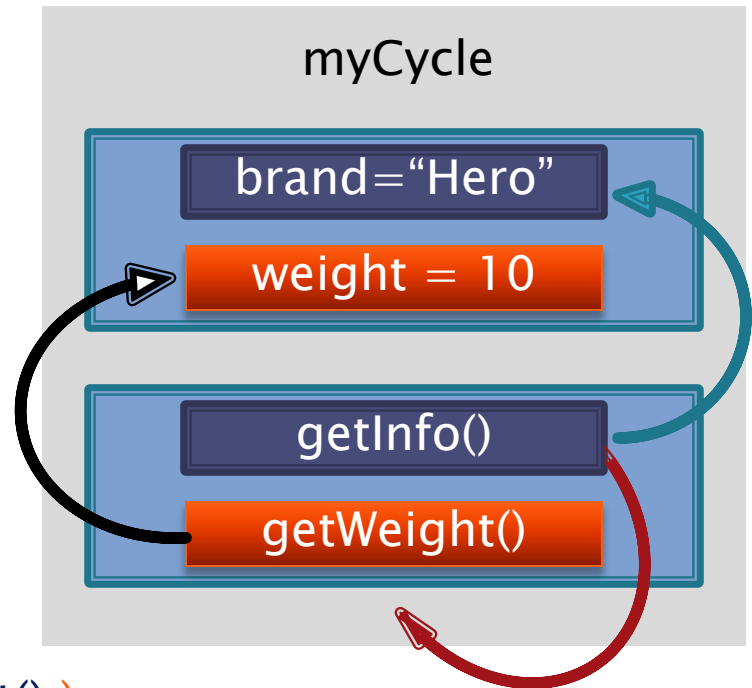 myCycle
brand=“Hero”
weight = 10
getInfo()
getWeight()